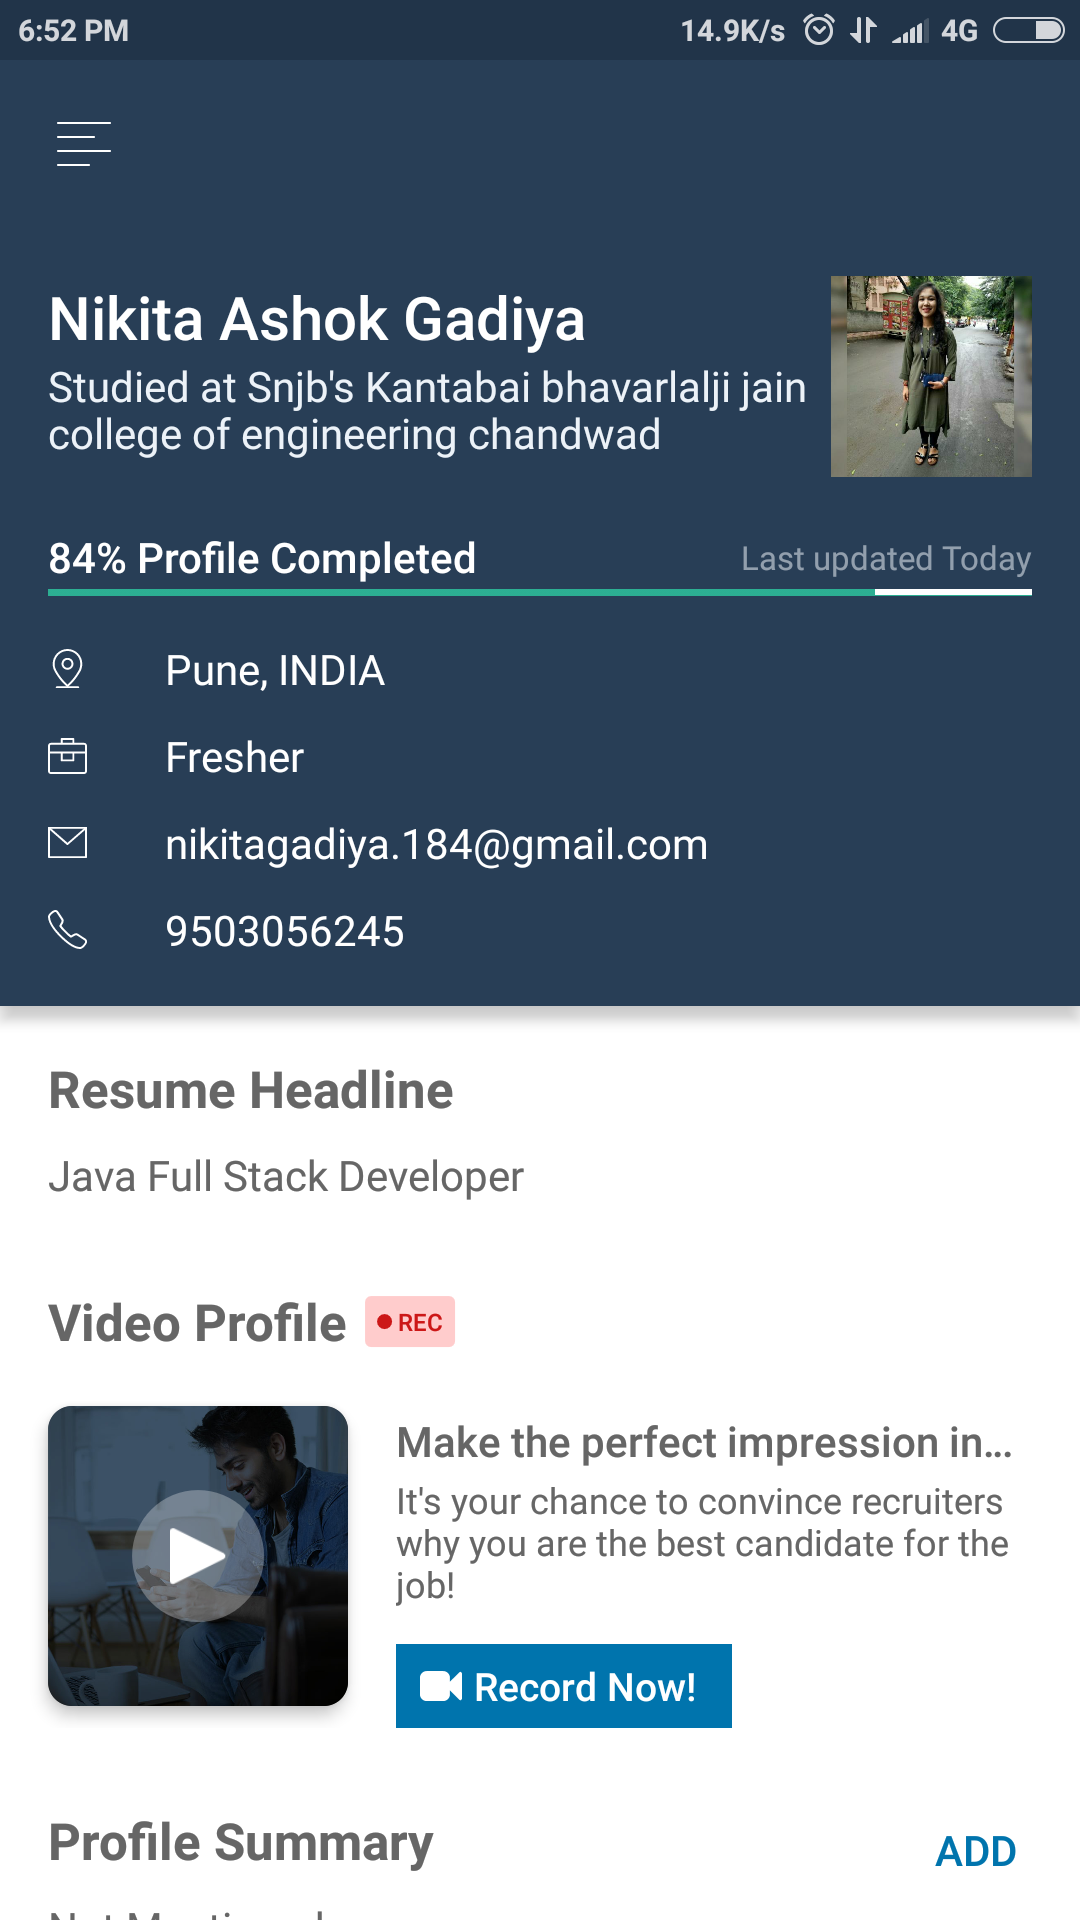 6:52 PM 14.9K/s 4G
Nikita Ashok Gadiya
Studied at Snjb's Kantabai bhavarlalji jain
college of engineering chandwad
84% Profile Completed Last updated Today
Pune, INDIA
Fresher
nikitagadiya.184@gmail.com
9503056245
Resume Headline
Java Full Stack Developer
Video Profile REC
Make the perfect impression in...
It's your chance to convince recruiters
why you are the best candidate for the
job!
Record Now!
Profile Summary ADD